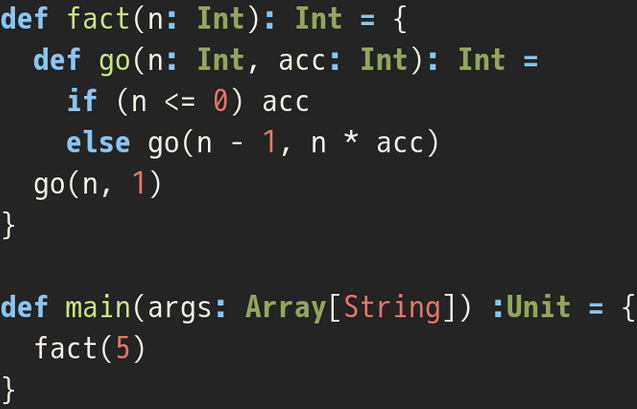 def fact(n: Int): Int = {
  def go(n: Int, acc: Int): Int =
    if (n <= 0) acc
    else go(n - 1, n * acc)
  go(n, 1)
}

def main(args: Array[String]) :Unit = {
  fact(5)
}